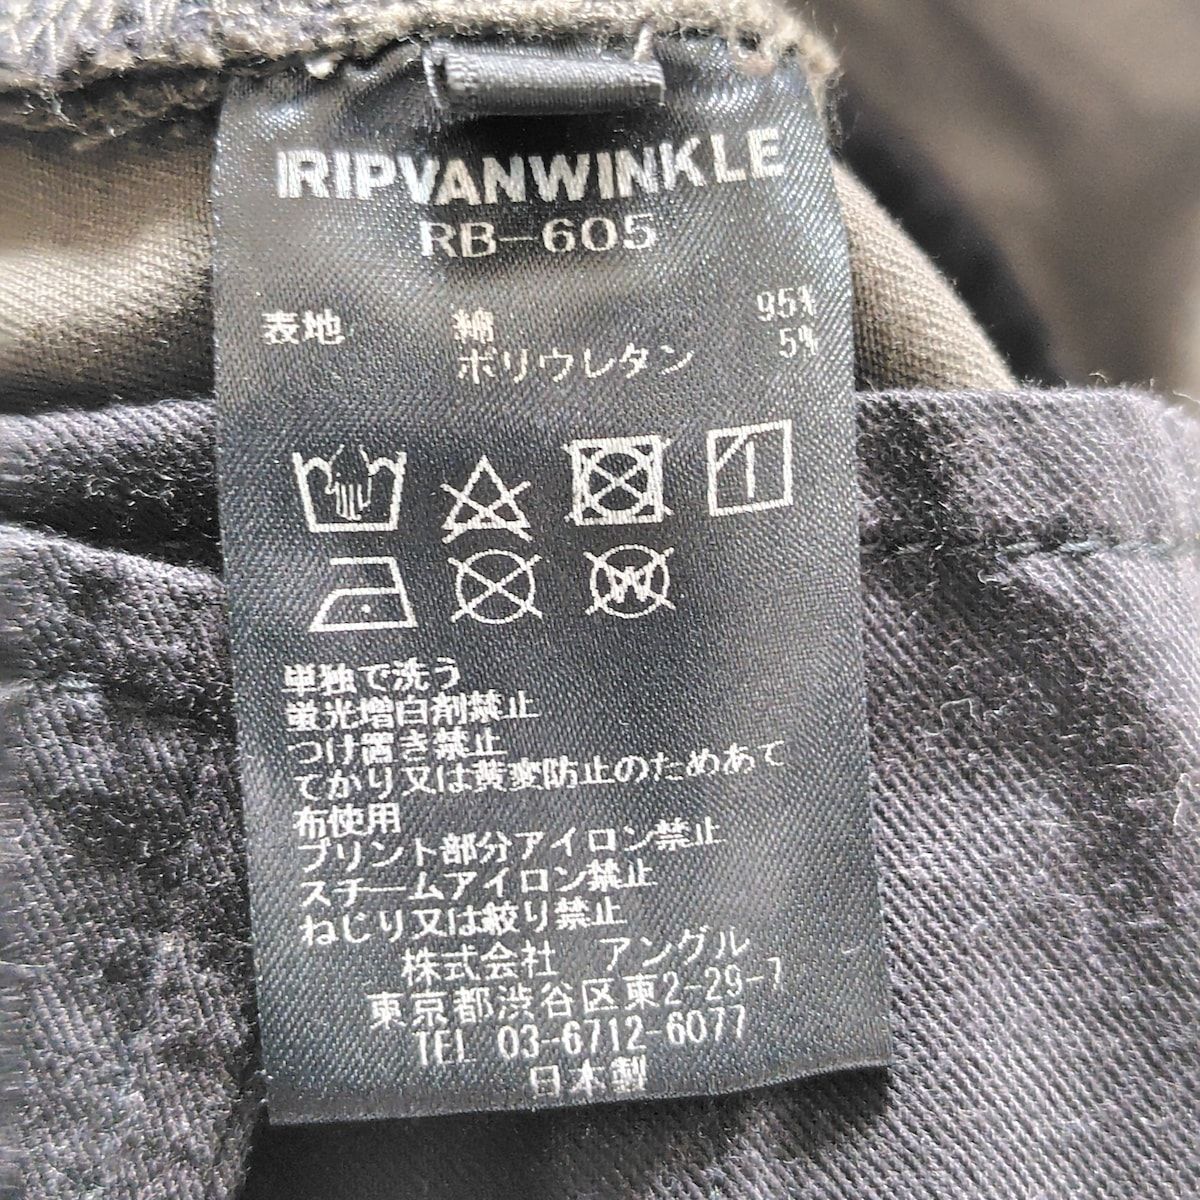 RIPVANWINKLE
RB-605
表地 綿 95%
ポリウレタン 5%
単独で洗う
蛍光増白剤禁止
つけ置き禁止
てかり又は黄変防止のためあて
布使用
プリント部分アイロン禁止
スチームアイロン禁止
ねじり又は絞り禁止
株式会社 アングル
東京都渋谷区東2-29-7
TEL 03-6712-6077
日本製